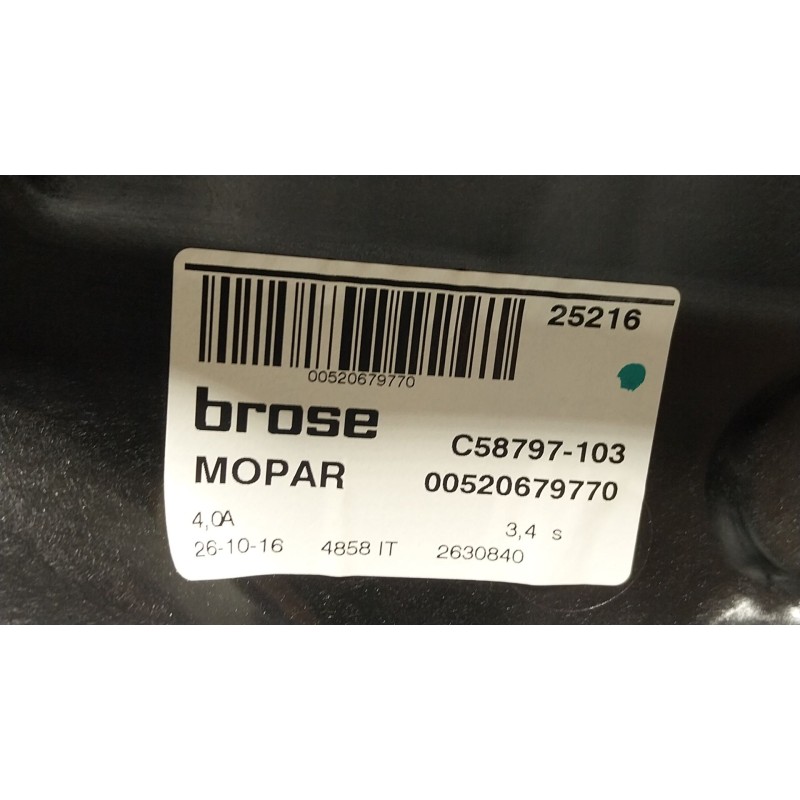 25216
00520679770
brose
C58797-103
MOPAR
00520679770
4,0A
3,4 s
26-10-16 4858 IT 2630840